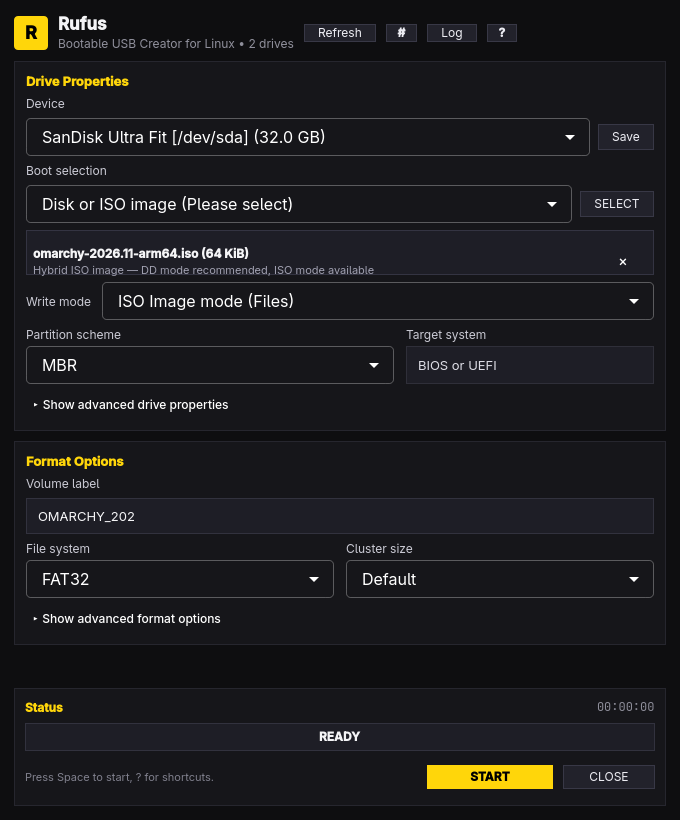 R
Rufus
Bootable USB Creator for Linux • 2 drives
Refresh
#
Log
?
Drive Properties
Device
SanDisk Ultra Fit [/dev/sda] (32.0 GB)
Save
Boot selection
Disk or ISO image (Please select)
SELECT
omarchy-2026.11-arm64.iso (64 KiB)
Hybrid ISO image — DD mode recommended, ISO mode available
×
Write mode
ISO Image mode (Files)
Partition scheme
Target system
MBR
BIOS or UEFI
‣ Show advanced drive properties
Format Options
Volume label
OMARCHY_202
File system
Cluster size
FAT32
Default
‣ Show advanced format options
Status
00:00:00
READY
Press Space to start, ? for shortcuts.
START
CLOSE